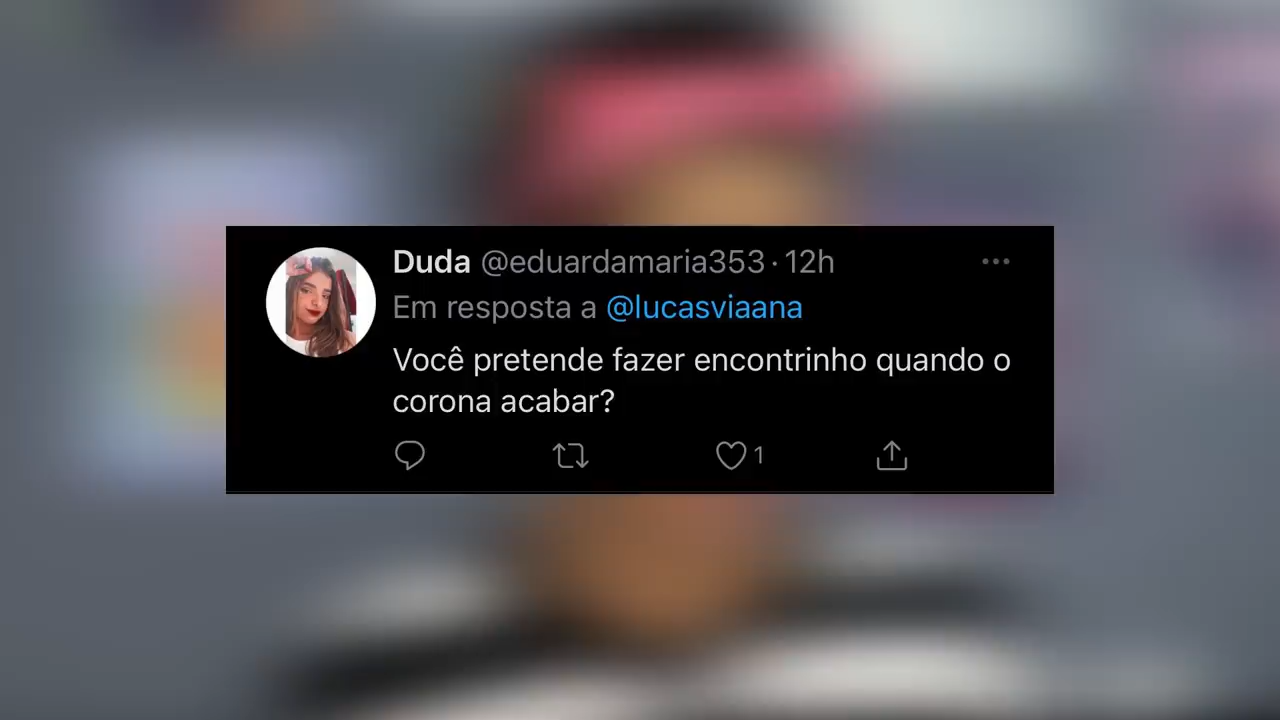 Duda @eduardamaria353 · 12h
Em resposta a @lucasviaana
Você pretende fazer encontrinho quando o
corona acabar?
1